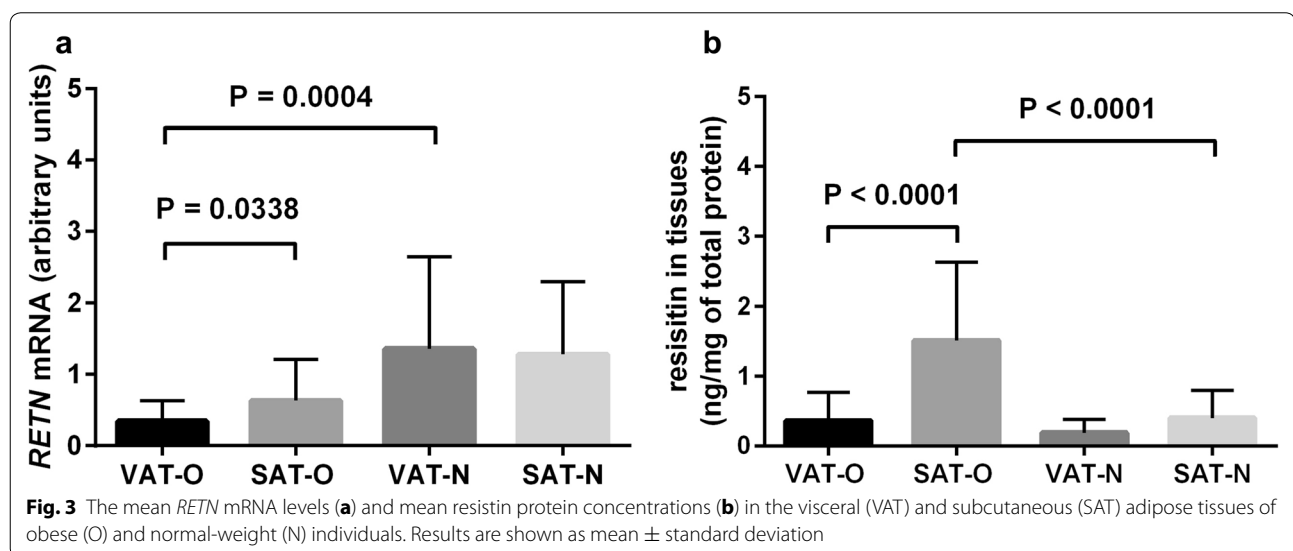 a
RETN mRNA (arbitrary units)
5
4
3
2
1
0
P = 0.0004
P = 0.0338
VAT-O SAT-O VAT-N SAT-N
b
resisitin in tissues
(ng/mg of total protein)
5
4
3
2
1
0
P < 0.0001
P < 0.0001
VAT-O SAT-O VAT-N SAT-N
Fig. 3 The mean RETN mRNA levels (a) and mean resistin protein concentrations (b) in the visceral (VAT) and subcutaneous (SAT) adipose tissues of
obese (O) and normal-weight (N) individuals. Results are shown as mean ± standard deviation